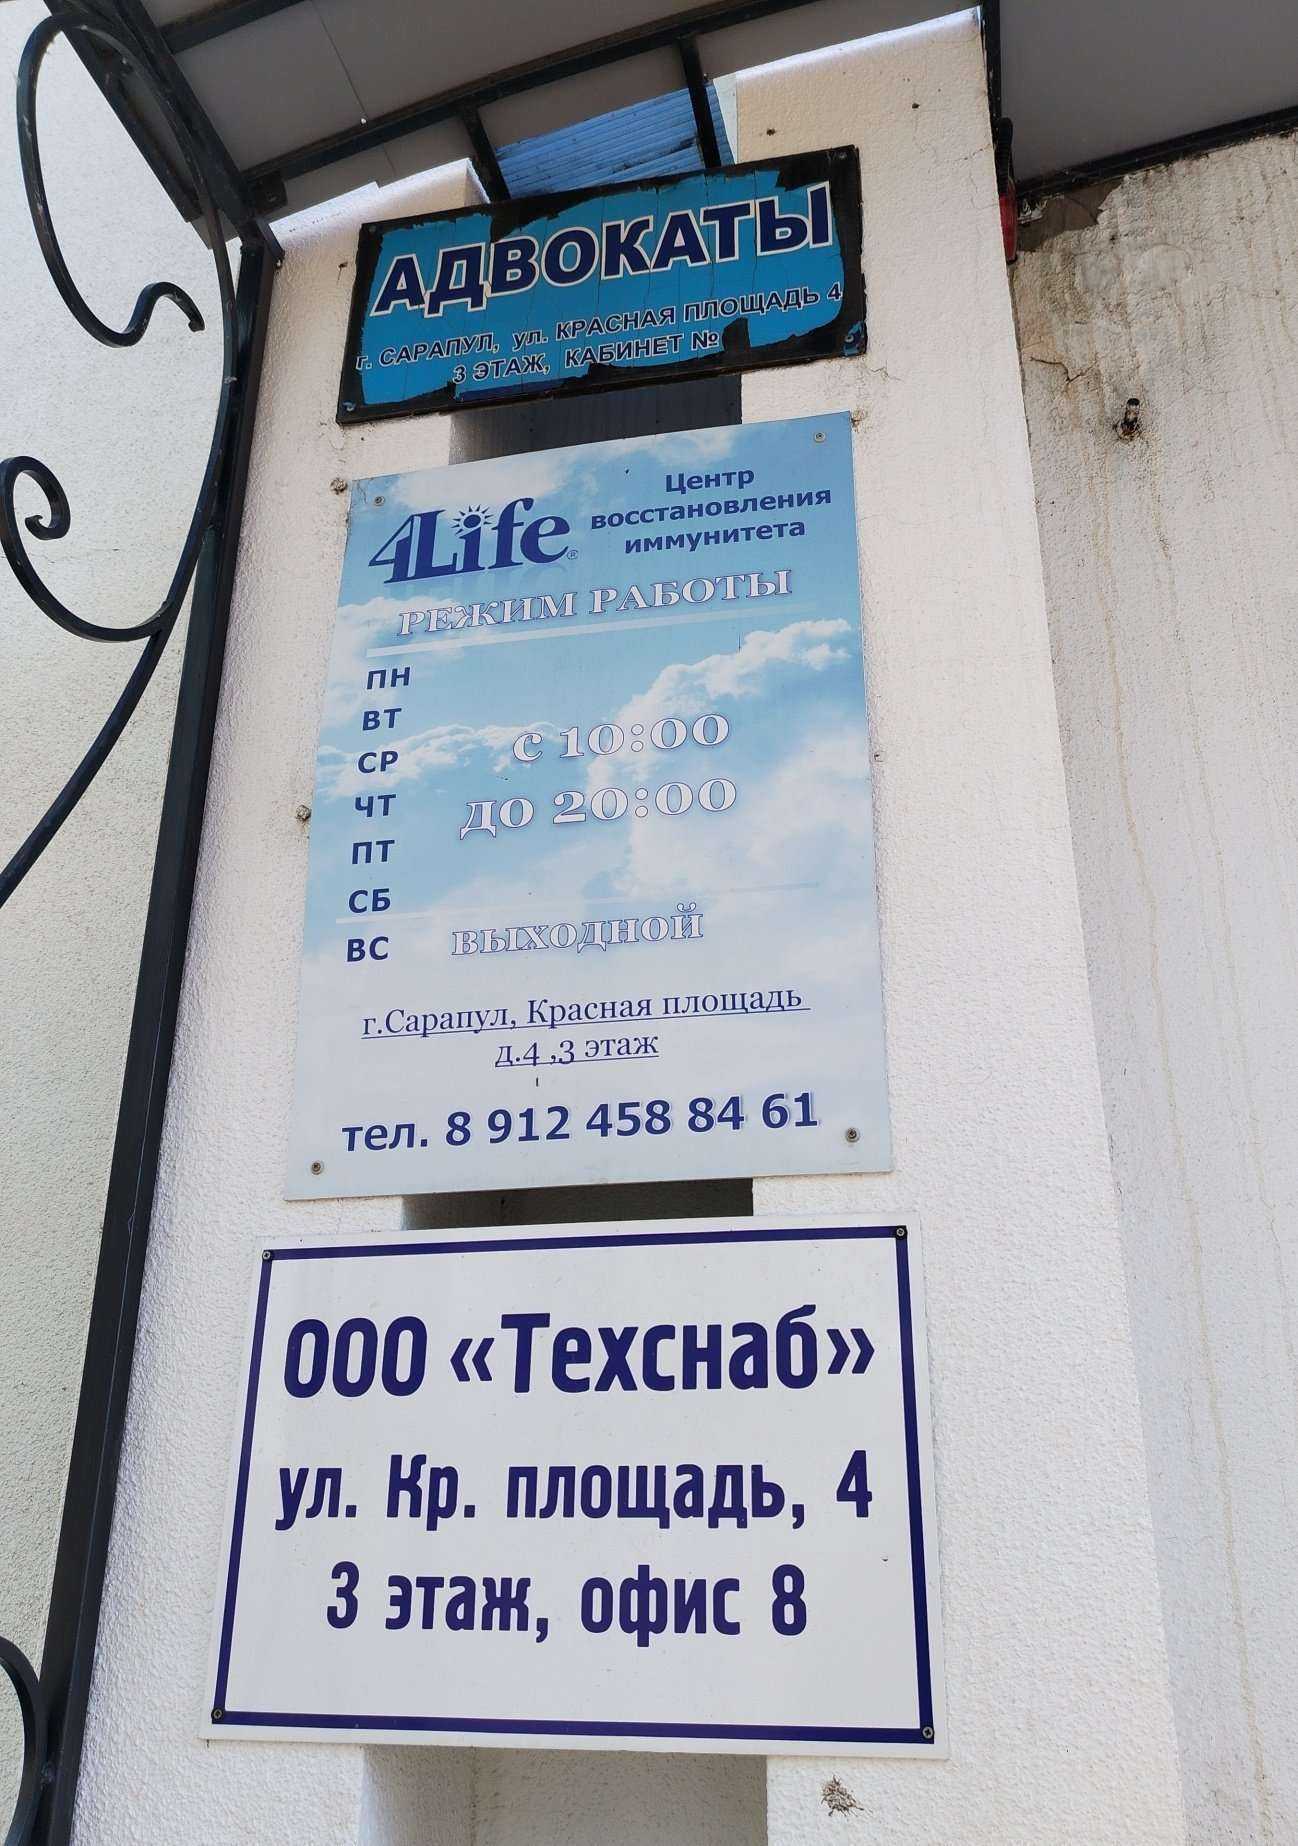 АДВОКАТЫ
г. САРАПУЛ, ул. КРАСНАЯ ПЛОЩАДЬ 4
3 ЭТАЖ, КАБИНЕТ №
4Life®
Центр
восстановления
иммунитета
РЕЖИМ РАБОТЫ
ПН
ВТ
СР
ЧТ
ПТ
СБ
с 10:00
до 20:00
ВС выходной
г.Сарапул, Красная площадь
д.4 ,3 этаж
тел. 8 912 458 84 61
ООО «Техснаб»
ул. Кр. площадь, 4
3 этаж, офис 8